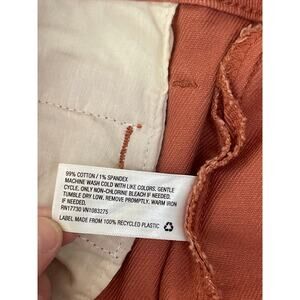 99% COTTON / 1% SPANDEX
MACHINE WASH COLD WITH LIKE COLORS, GENTLE
CYCLE. ONLY NON-CHLORINE BLEACH IF NEEDED.
TUMBLE DRY LOW. REMOVE PROMPTLY. WARM IRON
IF NEEDED.
RN17730 VN1083275
LABEL MADE FROM 100% RECYCLED PLASTIC